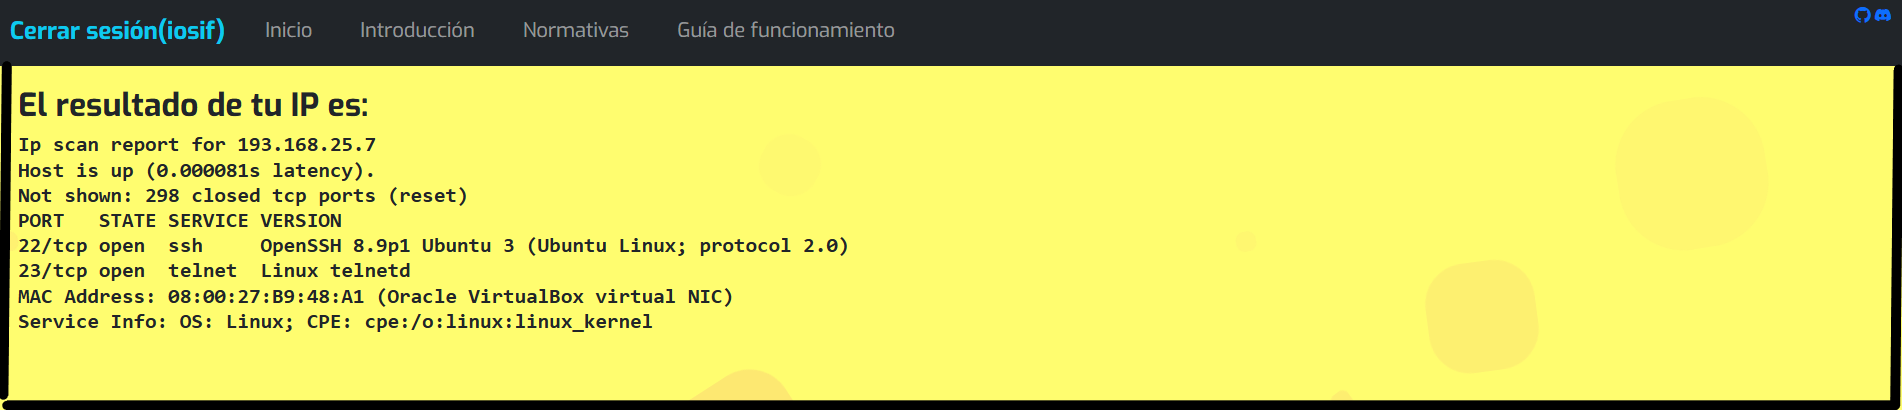 Cerrar sesión(iosif) Inicio Introducción Normativas Guía de funcionamiento
El resultado de tu IP es:
Ip scan report for 193.168.25.7
Host is up (0.000081s latency).
Not shown: 298 closed tcp ports (reset)
PORT   STATE SERVICE VERSION
22/tcp open  ssh     OpenSSH 8.9p1 Ubuntu 3 (Ubuntu Linux; protocol 2.0)
23/tcp open  telnet  Linux telnetd
MAC Address: 08:00:27:B9:48:A1 (Oracle VirtualBox virtual NIC)
Service Info: OS: Linux; CPE: cpe:/o:linux:linux_kernel